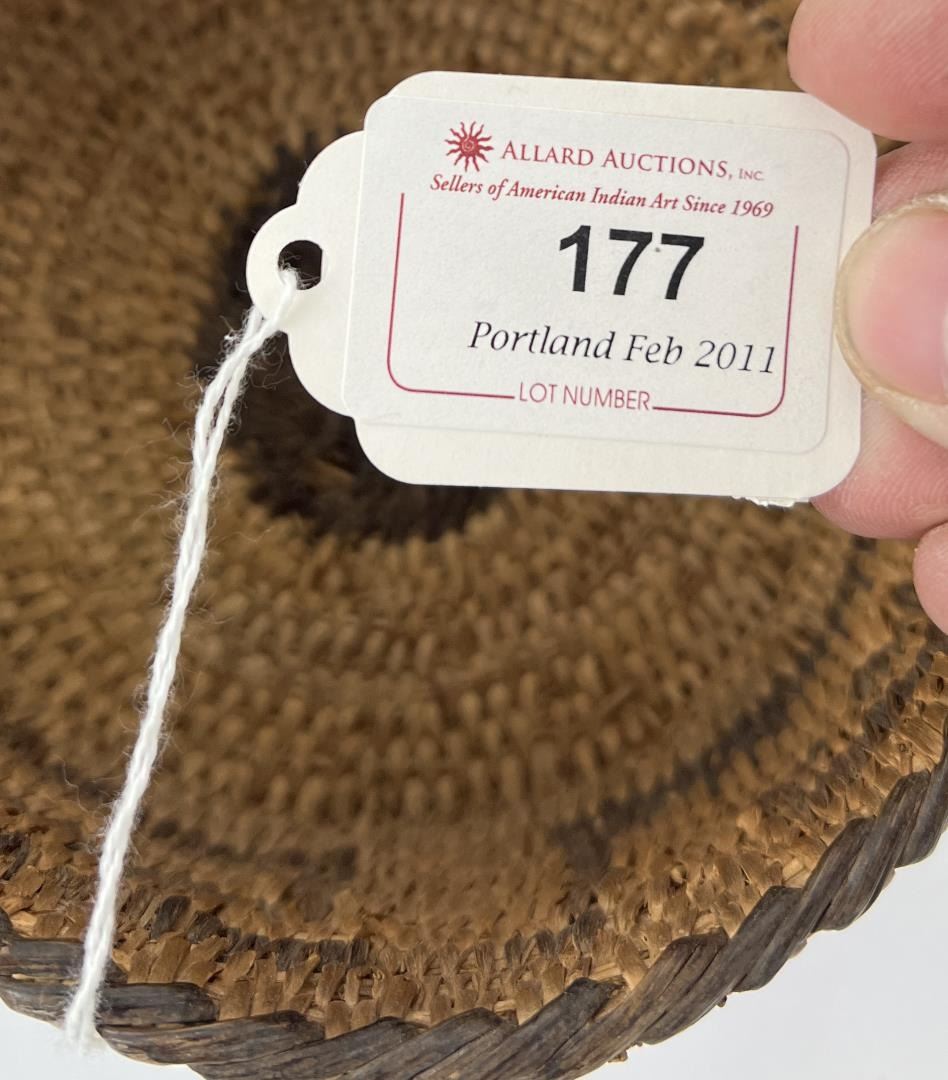 ALLARD AUCTIONS, INC.
Sellers of American Indian Art Since 1969
177
Portland Feb 2011
LOT NUMBER